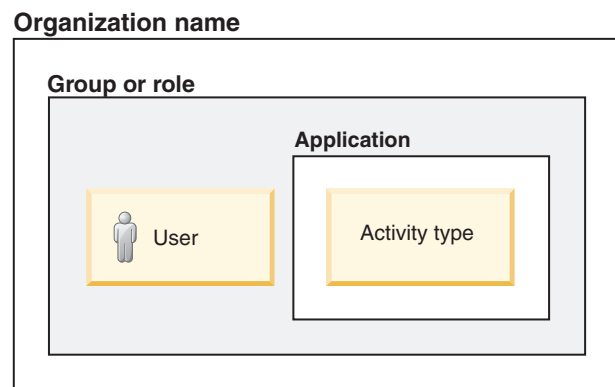 Organization name
Group or role
Application
User
Activity type